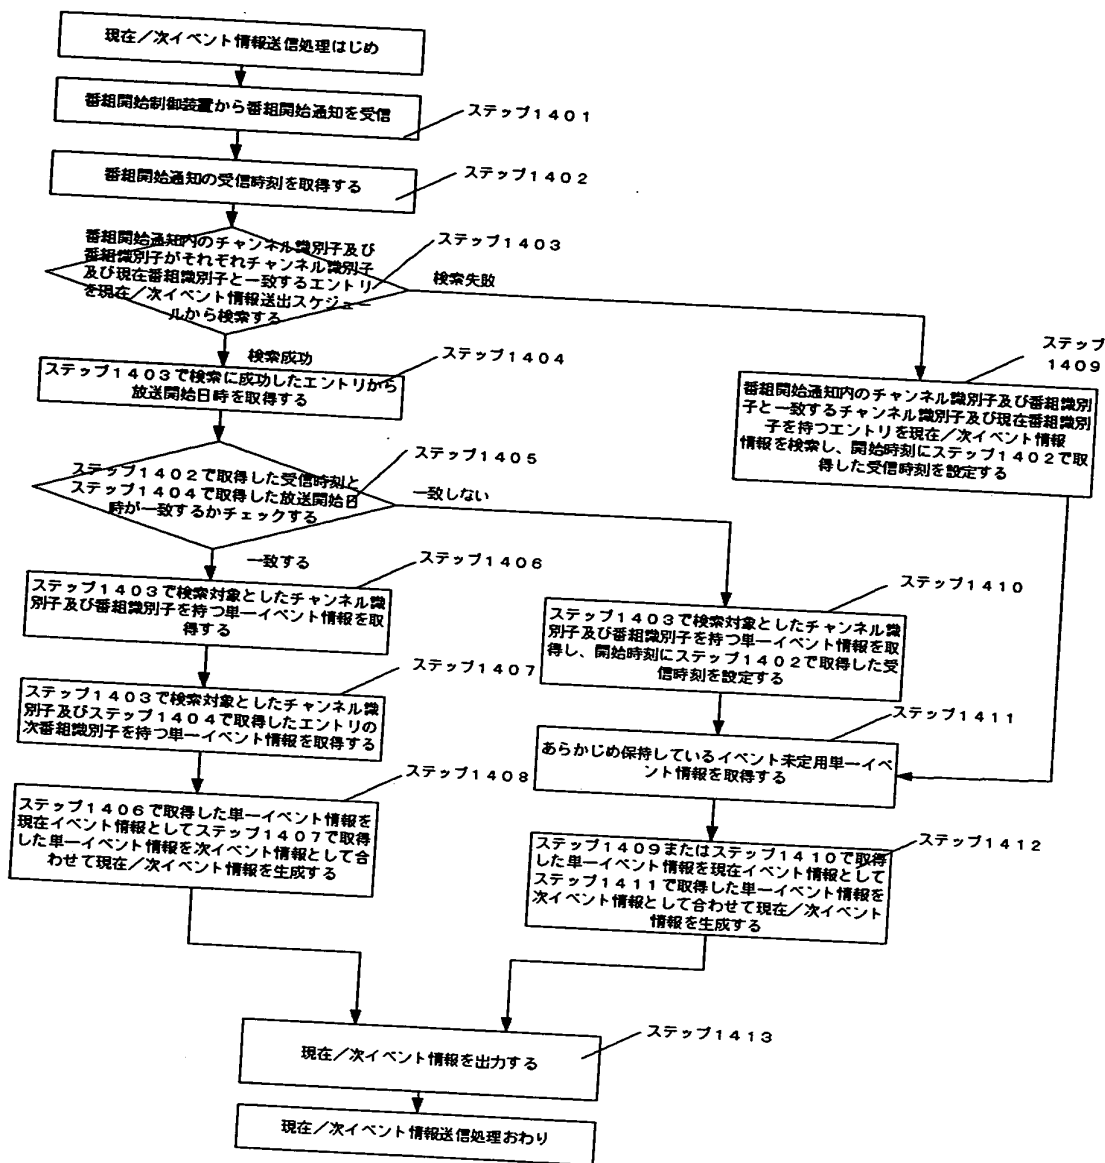 現在／次イベント情報送信処理はじめ
番組開始制御装置から番組開始通知を受信
ステップ１４０１
番組開始通知の受信時刻を取得する
ステップ１４０２
番組開始通知内のチャンネル識別子及び
番組識別子がそれぞれチャンネル識別子
及び現在番組識別子と一致するエントリ
を現在／次イベント情報送出スケジュー
ルから検索する
ステップ１４０３
検索失敗
検索成功
ステップ１４０３で検索に成功したエントリから
放送開始日時を取得する
ステップ１４０４
ステップ
１４０９
番組開始通知内のチャンネル識別子及び番組識別
子と一致するチャンネル識別子及び現在番組識別
子を持つエントリを現在／次イベント情報
情報を検索し、開始時刻にステップ１４０２で取
得した受信時刻を設定する
ステップ１４０２で取得した受信時刻と
ステップ１４０４で取得した放送開始日
時が一致するかチェックする
ステップ１４０５
一致しない
一致する
ステップ１４０３で検索対象としたチャンネル識
別子及び番組識別子を持つ単一イベント情報を取
得する
ステップ１４０６
ステップ１４０３で検索対象としたチャンネル識
別子及び番組識別子を持つ単一イベント情報を取
得し、開始時刻にステップ１４０２で取得した受
信時刻を設定する
ステップ１４１０
ステップ１４０３で検索対象としたチャンネル識
別子及びステップ１４０４で取得したエントリの
次番組識別子を持つ単一イベント情報を取得する
ステップ１４０７
あらかじめ保持しているイベント未定用単一イベ
ント情報を取得する
ステップ１４１１
ステップ１４０６で取得した単一イベント情報を
現在イベント情報としてステップ１４０７で取得
した単一イベント情報を次イベント情報として合
わせて現在／次イベント情報を生成する
ステップ１４０８
ステップ１４０９またはステップ１４１０で取得
した単一イベント情報を現在イベント情報として
ステップ１４１１で取得した単一イベント情報を
次イベント情報として合わせて現在／次イベント
情報を生成する
ステップ１４１２
現在／次イベント情報を出力する
ステップ１４１３
現在／次イベント情報送信処理おわり